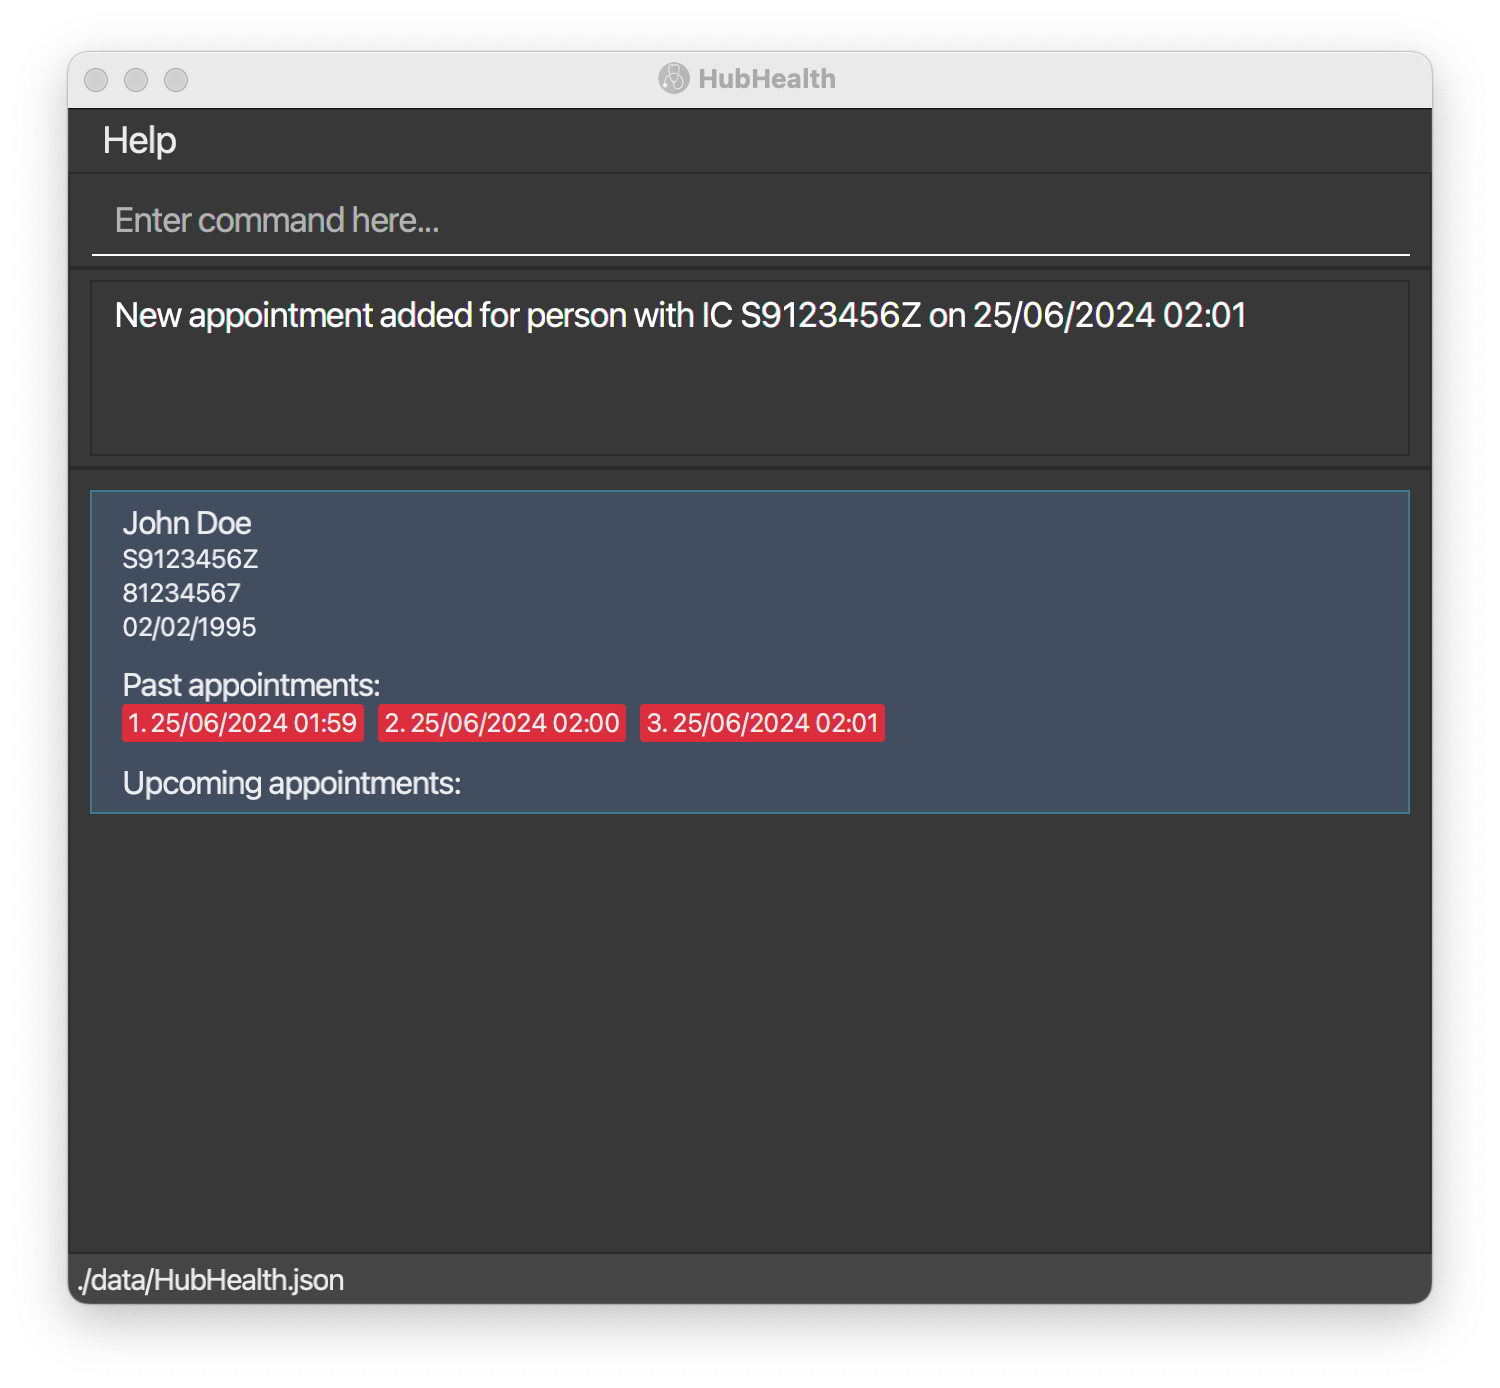 HubHealth
Help
Enter command here...
New appointment added for person with IC S9123456Z on 25/06/2024 02:01
John Doe
S9123456Z
81234567
02/02/1995
Past appointments:
1. 25/06/2024 01:59 2. 25/06/2024 02:00 3. 25/06/2024 02:01
Upcoming appointments:
./data/HubHealth.json